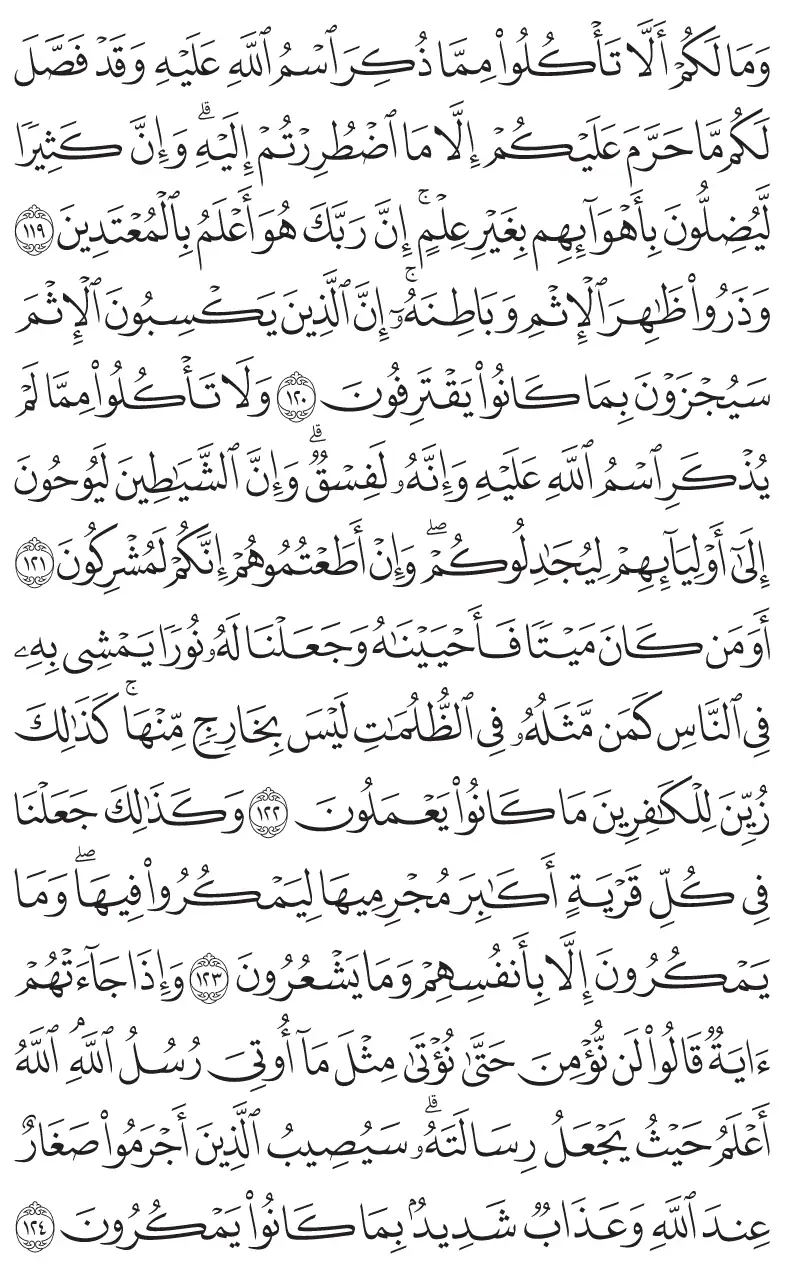 وَمَا لَكُمْ أَلَّا تَأْكُلُوا۟ مِمَّا ذُكِرَ ٱسْمُ ٱللَّهِ عَلَيْهِ وَقَدْ فَصَّلَ
لَكُم مَّا حَرَّمَ عَلَيْكُمْ إِلَّا مَا ٱضْطُرِرْتُمْ إِلَيْهِ ۗ وَإِنَّ كَثِيرًا
لَّيُضِلُّونَ بِأَهْوَآئِهِم بِغَيْرِ عِلْمٍ ۚ إِنَّ رَبَّكَ هُوَ أَعْلَمُ بِٱلْمُعْتَدِينَ ١١٩
وَذَرُوا۟ ظَـٰهِرَ ٱلْإِثْمِ وَبَاطِنَهُۥٓ ۚ إِنَّ ٱلَّذِينَ يَكْسِبُونَ ٱلْإِثْمَ
سَيُجْزَوْنَ بِمَا كَانُوا۟ يَقْتَرِفُونَ ١٢٠ وَلَا تَأْكُلُوا۟ مِمَّا لَمْ
يُذْكَرِ ٱسْمُ ٱللَّهِ عَلَيْهِ وَإِنَّهُۥ لَفِسْقٌ ۗ وَإِنَّ ٱلشَّيَـٰطِينَ لَيُوحُونَ
إِلَىٰٓ أَوْلِيَآئِهِمْ لِيُجَـٰدِلُوكُمْ ۖ وَإِنْ أَطَعْتُمُوهُمْ إِنَّكُمْ لَمُشْرِكُونَ ١٢١
أَوَمَن كَانَ مَيْتًا فَأَحْيَيْنَـٰهُ وَجَعَلْنَا لَهُۥ نُورًا يَمْشِى بِهِۦ
فِى ٱلنَّاسِ كَمَن مَّثَلُهُۥ فِى ٱلظُّلُمَـٰتِ لَيْسَ بِخَارِجٍ مِّنْهَا ۚ كَذَٰلِكَ
زُيِّنَ لِلْكَـٰفِرِينَ مَا كَانُوا۟ يَعْمَلُونَ ١٢٢ وَكَذَٰلِكَ جَعَلْنَا
فِى كُلِّ قَرْيَةٍ أَكَـٰبِرَ مُجْرِمِيهَا لِيَمْكُرُوا۟ فِيهَا ۖ وَمَا
يَمْكُرُونَ إِلَّا بِأَنفُسِهِمْ وَمَا يَشْعُرُونَ ١٢٣ وَإِذَا جَآءَتْهُمْ
ءَايَةٌ قَالُوا۟ لَن نُّؤْمِنَ حَتَّىٰ نُؤْتَىٰ مِثْلَ مَآ أُوتِىَ رُسُلُ ٱللَّهِ ۘ ٱللَّهُ
أَعْلَمُ حَيْثُ يَجْعَلُ رِسَالَتَهُۥ ۗ سَيُصِيبُ ٱلَّذِينَ أَجْرَمُوا۟ صَغَارٌ
عِندَ ٱللَّهِ وَعَذَابٌ شَدِيدٌۢ بِمَا كَانُوا۟ يَمْكُرُونَ ١٢٤